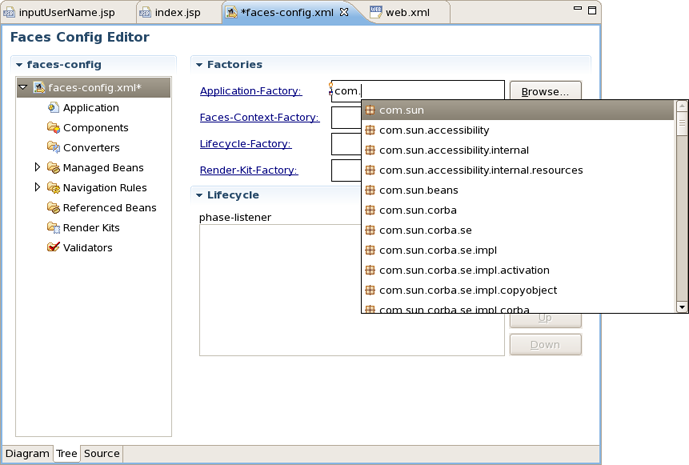 inputUserName.jsp
index.jsp
*faces-config.xml
web.xml
Faces Config Editor
faces-config
faces-config.xml*
Application
Components
Converters
Managed Beans
Navigation Rules
Referenced Beans
Render Kits
Validators
Factories
Application-Factory:
com.
Browse...
Faces-Context-Factory:
Lifecycle-Factory:
Render-Kit-Factory:
com.sun
com.sun.accessibility
com.sun.accessibility.internal
com.sun.accessibility.internal.resources
com.sun.beans
com.sun.corba
com.sun.corba.se
com.sun.corba.se.impl
com.sun.corba.se.impl.activation
com.sun.corba.se.impl.copyobject
com.sun.corba.se.impl.corba
Lifecycle
phase-listener
Up
Down
Diagram
Tree
Source